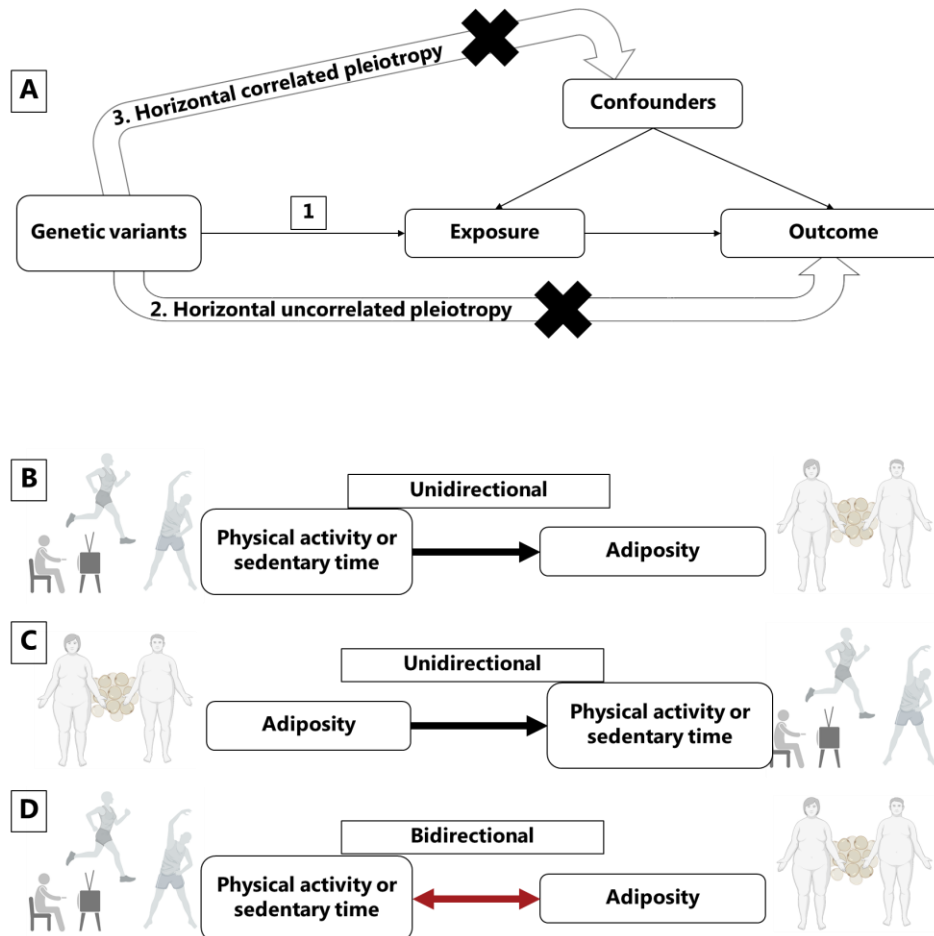 A
3. Horizontal correlated pleiotropy
Confounders
1
Genetic variants
Exposure
Outcome
2. Horizontal uncorrelated pleiotropy
B
Unidirectional
Physical activity or
sedentary time
Adiposity
C
Unidirectional
Adiposity
Physical activity or
sedentary time
D
Bidirectional
Physical activity or
sedentary time
Adiposity